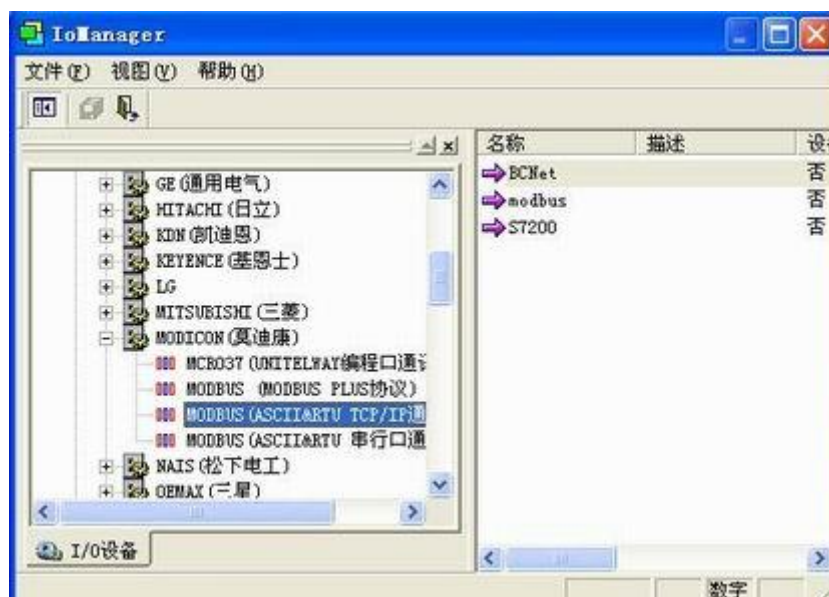 IoManager
文件(F) 视图(V) 帮助(H)
名称 描述
GE(通用电气)
HITACHI(日立)
KDN(凯迪恩)
KEYENCE(基恩士)
LG
MITSUBISHI(三菱)
MODICON(莫迪康)
MCRO37(UNITELWAY编程口通
MODBUS (MODBUS PLUS协议)
MODBUS(ASCII&RTU TCP/IP通
MODBUS(ASCII&RTU 串行口通
NAIS(松下电工)
OEMAX(三星)
I/O设备
BCNet 否
modbus 否
S7200 否
数字